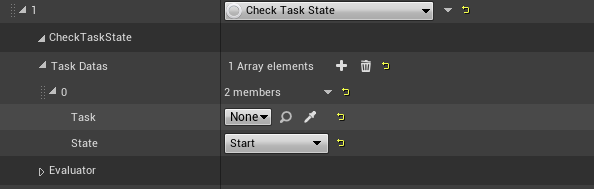 1 Check Task State
CheckTaskState
Task Datas 1 Array elements
0 2 members
Task None
State Start
Evaluator